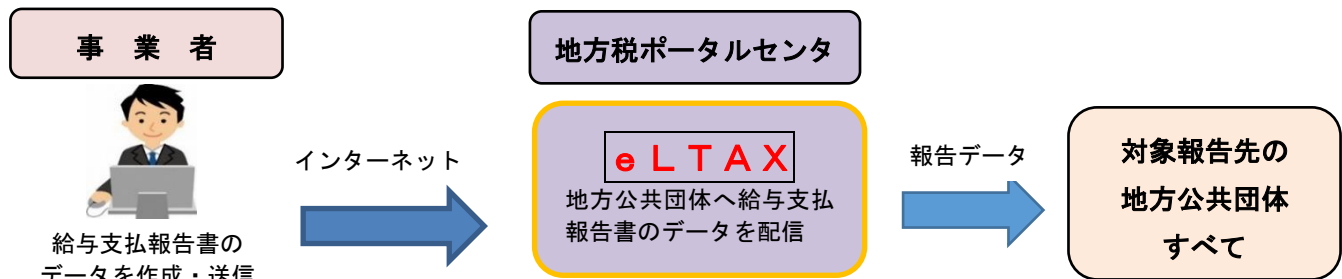 事 業 者
地方税ポータルセンタ
インターネット
eLTAX
地方公共団体へ給与支払
報告書のデータを配信
報告データ
対象報告先の
地方公共団体
すべて
給与支払報告書の
データを作成・送信